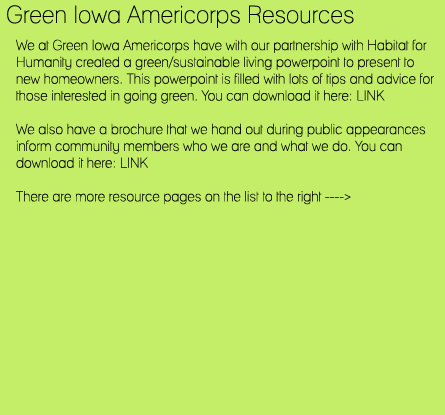 Green Iowa Americorps Resources
We at Green Iowa Americorps have with our partnership with Habitat for
Humanity created a green/sustainable living powerpoint to present to
new homeowners. This powerpoint is filled with lots of tips and advice for
those interested in going green. You can download it here: LINK
We also have a brochure that we hand out during public appearances
inform community members who we are and what we do. You can
download it here: LINK
There are more resource pages on the list to the right ---->